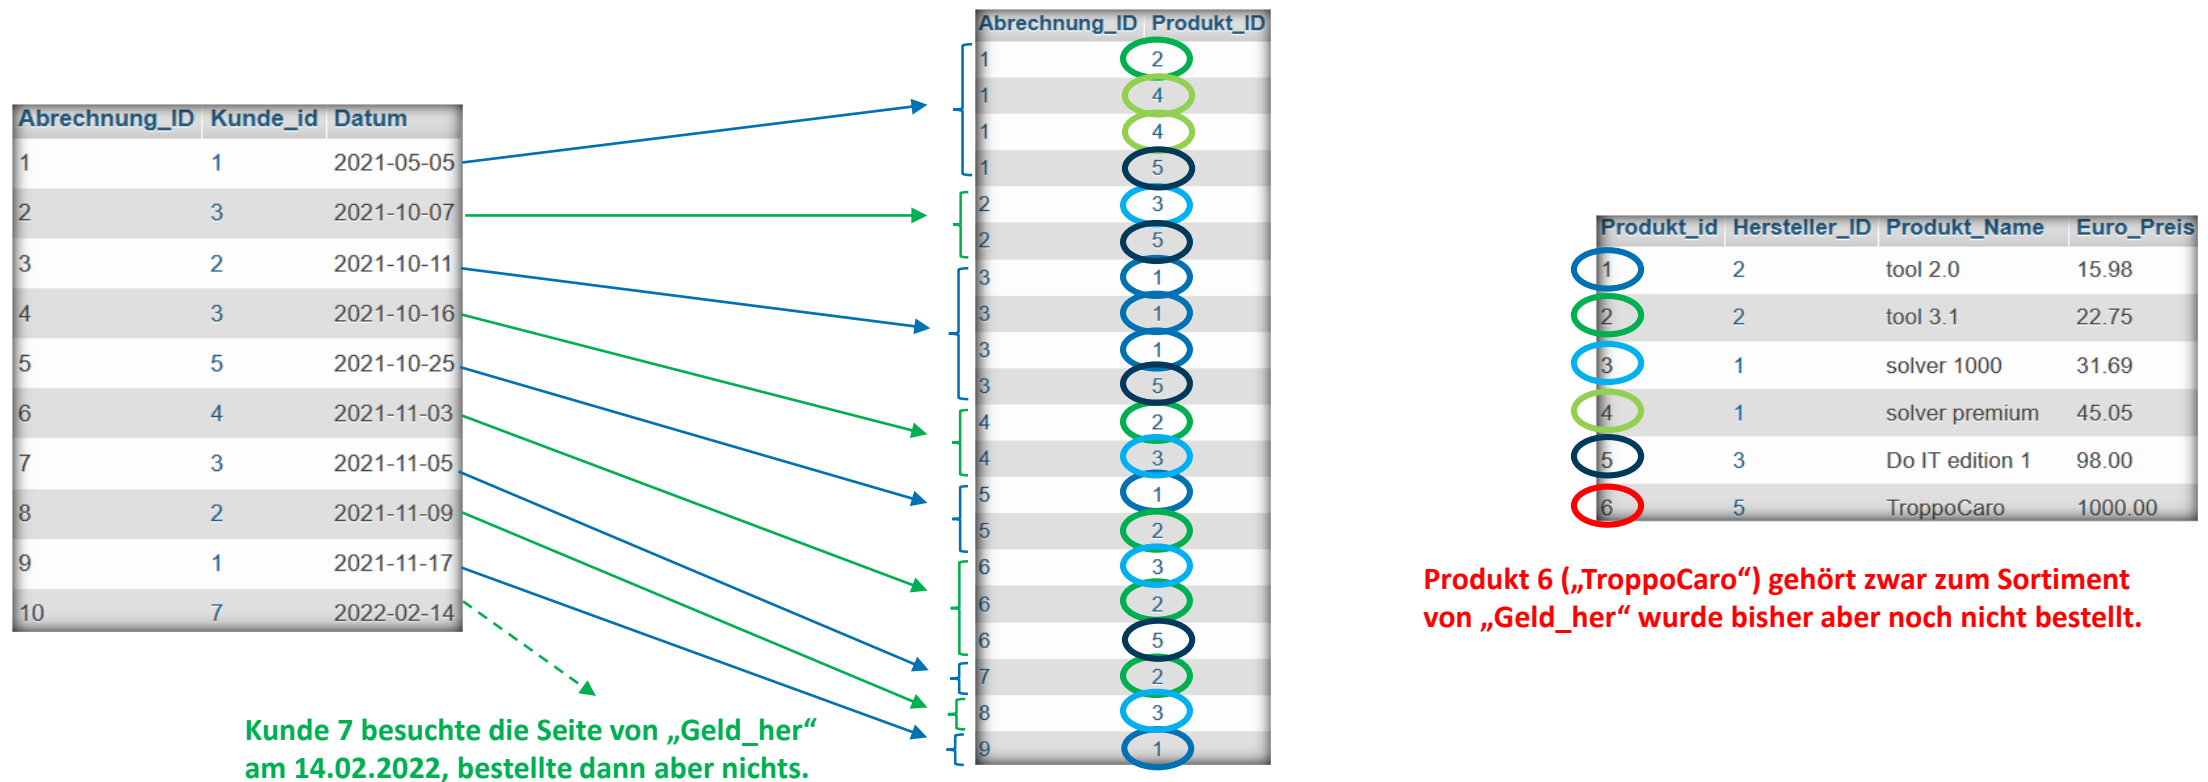 Abrechnung_ID Kunde_id Datum
1 1 2021-05-05
2 3 2021-10-07
3 2 2021-10-11
4 3 2021-10-16
5 5 2021-10-25
6 4 2021-11-03
7 3 2021-11-05
8 2 2021-11-09
9 1 2021-11-17
10 7 2022-02-14
Kunde 7 besuchte die Seite von „Geld_her“
am 14.02.2022, bestellte dann aber nichts.
Abrechnung_ID Produkt_ID
1 2
1 4
1 4
1 5
2 3
2 5
3 1
3 1
3 1
3 5
4 2
4 3
5 1
5 2
6 3
6 2
6 5
7 2
8 3
9 1
Produkt_id Hersteller_ID Produkt_Name Euro_Preis
1 2 tool 2.0 15.98
2 2 tool 3.1 22.75
3 1 solver 1000 31.69
4 1 solver premium 45.05
5 3 Do IT edition 1 98.00
6 5 TroppoCaro 1000.00
Produkt 6 („TroppoCaro“) gehört zwar zum Sortiment
von „Geld_her“ wurde bisher aber noch nicht bestellt.